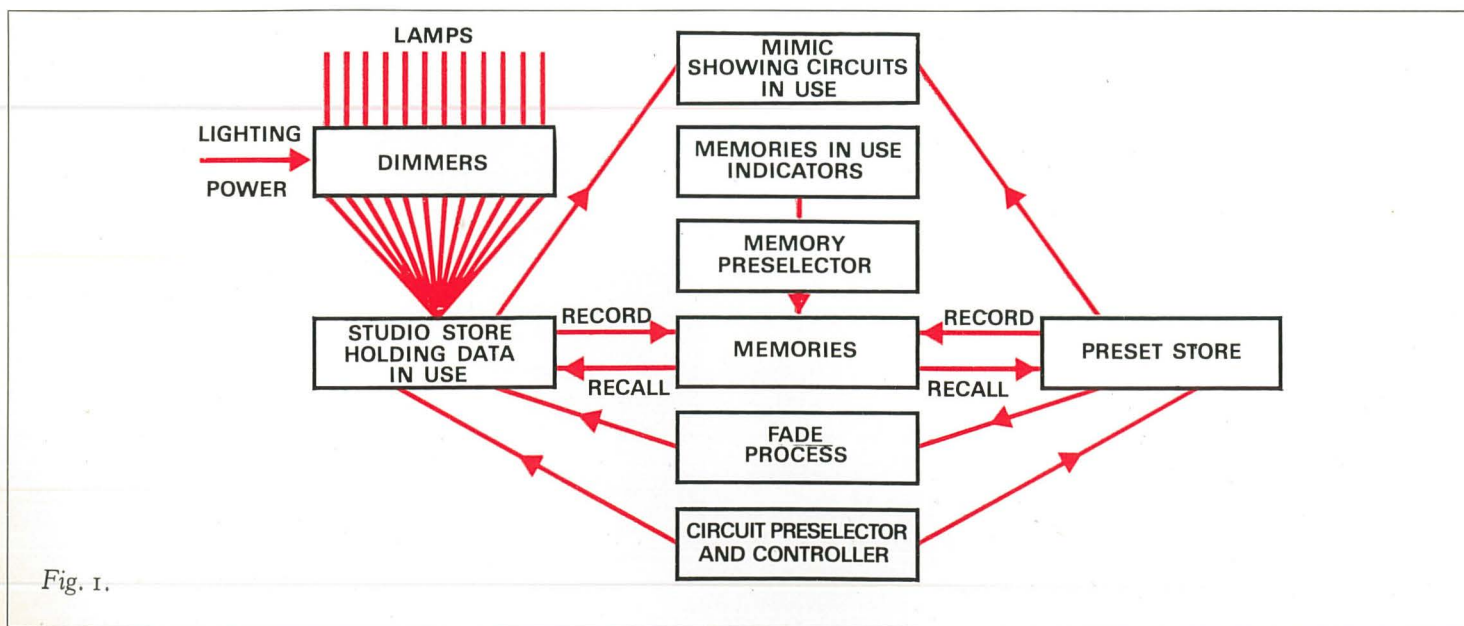 LAMPS
LIGHTING
POWER
DIMMERS
MIMIC
SHOWING CIRCUITS
IN USE
MEMORIES IN USE
INDICATORS
MEMORY
PRESELECTOR
STUDIO STORE
HOLDING DATA
IN USE
RECORD
RECALL
MEMORIES
RECORD
RECALL
PRESET STORE
FADE
PROCESS
CIRCUIT PRESELECTOR
AND CONTROLLER
Fig. 1.